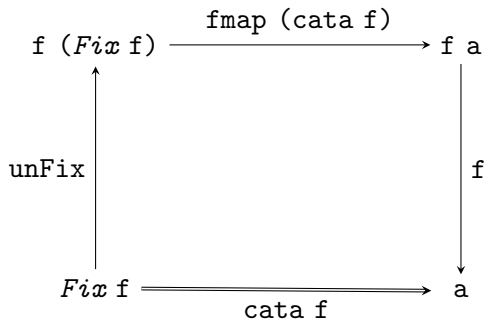 fmap (cata f)
f (Fix f)
f a
unFix
f
Fix f
a
cata f